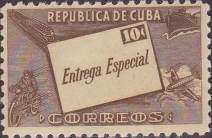 REPUBLICA DE CUBA
10¢
Entrega Especial
CORREOS